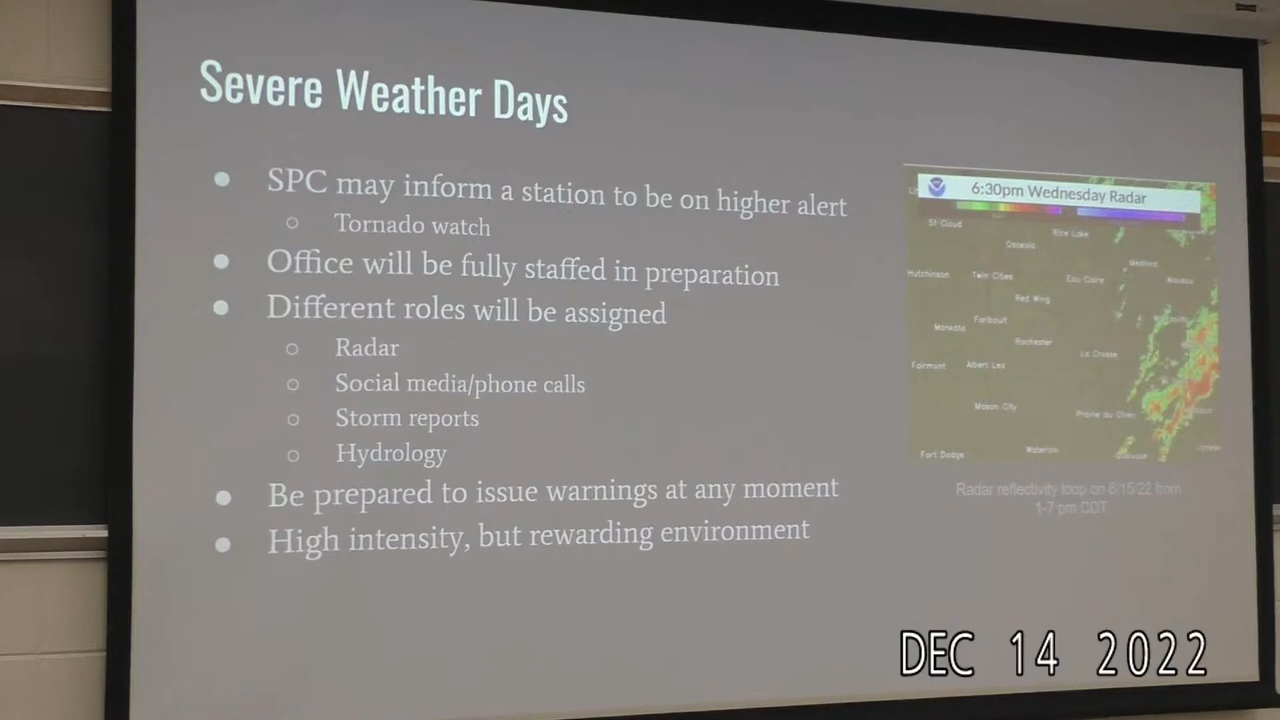 Severe Weather Days
● SPC may inform a station to be on higher alert
○ Tornado watch
● Office will be fully staffed in preparation
● Different roles will be assigned
○ Radar
○ Social media/phone calls
○ Storm reports
○ Hydrology
● Be prepared to issue warnings at any moment
● High intensity, but rewarding environment
6:30pm Wednesday Radar
St Cloud
Rice Lake
Osceola
Medford
Hutchinson
Twin Cities
Eau Claire
Wausau
Red Wing
Faribault
Mankato
Rochester
La Crosse
Fairmont
Albert Lea
Mason City
Prairie du Chien
Fort Dodge
Waterloo
Dubuque
Radar reflectivity loop on 6/15/22 from
1-7 pm CDT
DEC 14 2022